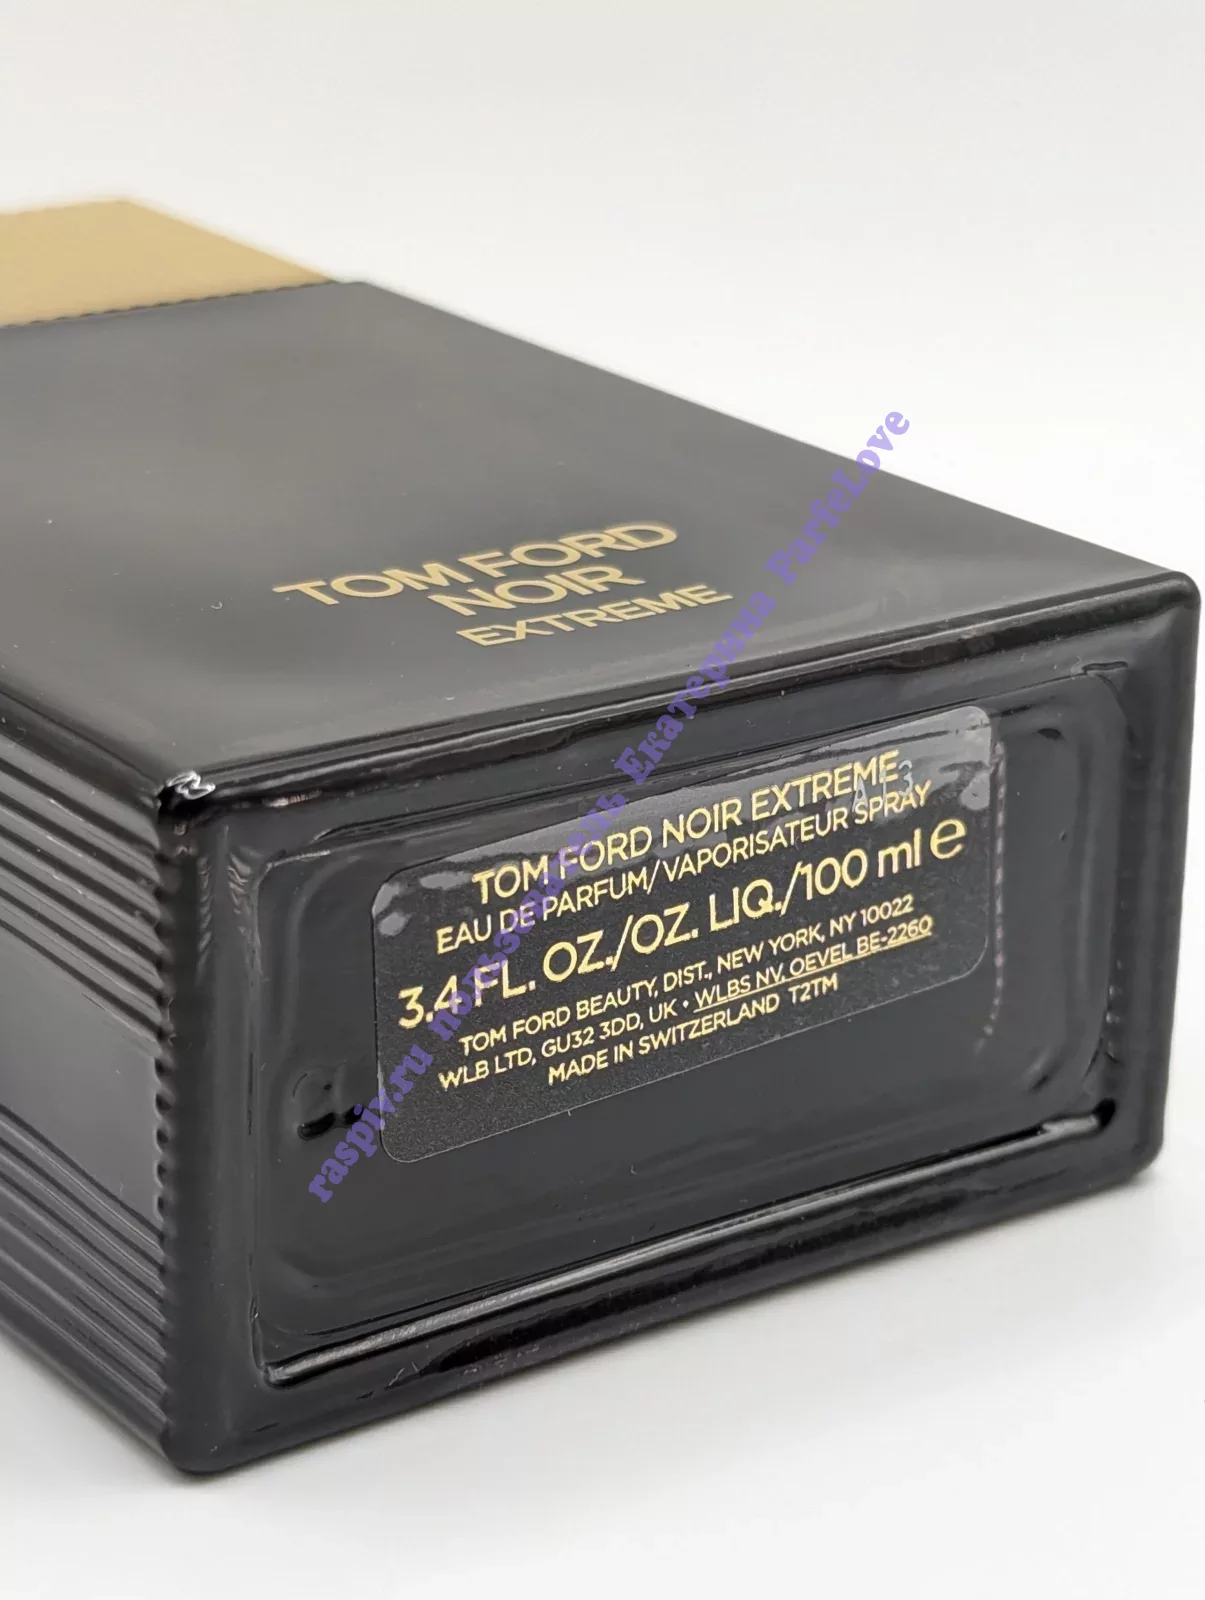 TOM FORD
NOIR
EXTREME
TOM FORD NOIR EXTREME
EAU DE PARFUM/VAPORISATEUR SPRAY
3.4 FL. OZ./OZ. LIQ./100 ml e
TOM FORD BEAUTY, DIST., NEW YORK, NY 10022
WLB LTD, GU32 3DD, UK • WLBS NV, OEVEL BE-2260
MADE IN SWITZERLAND T2TM
A13
raspiv.ru пользователь Екатерина ParfeLove